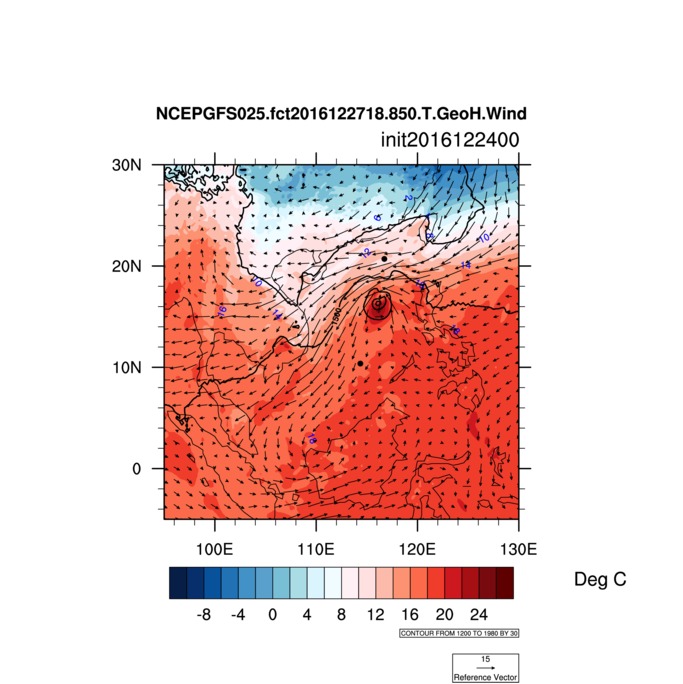 NCEPGFS025.fct2016122718.850.T.GeoH.Wind
init2016122400
30N
20N
10N
0
100E
110E
120E
130E
-8
-4
0
4
8
12
16
20
24
Deg C
CONTOUR FROM 1200 TO 1980 BY 30
15
Reference Vector